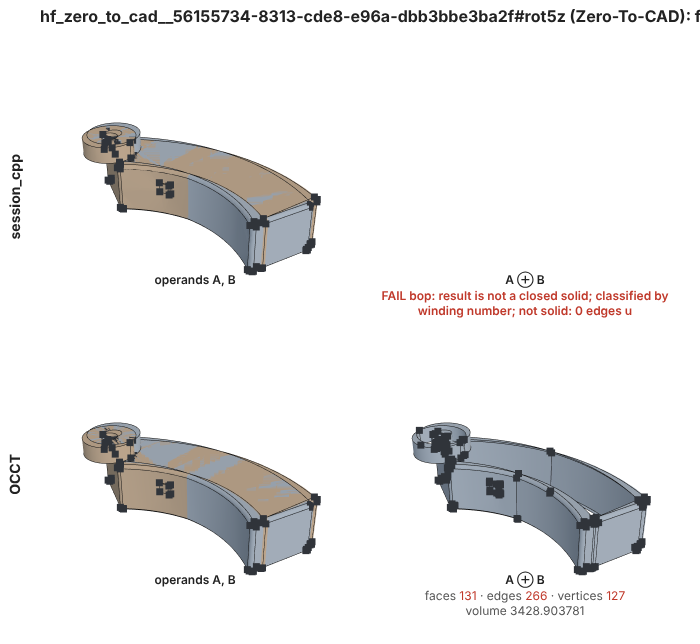 hf_zero_to_cad__56155734-8313-cde8-e96a-dbb3bbe3ba2f#rot5z (Zero-To-CAD): f
session_cpp
operands A, B
A ⊕ B
FAIL bop: result is not a closed solid; classified by
winding number; not solid: 0 edges u
OCCT
operands A, B
A ⊕ B
faces 131 · edges 266 · vertices 127
volume 3428.903781